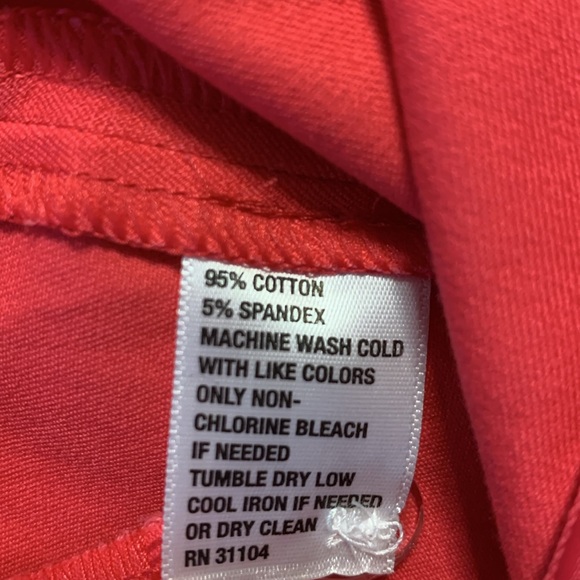 95% COTTON
5% SPANDEX
MACHINE WASH COLD
WITH LIKE COLORS
ONLY NON-
CHLORINE BLEACH
IF NEEDED
TUMBLE DRY LOW
COOL IRON IF NEEDED
OR DRY CLEAN
RN 31104